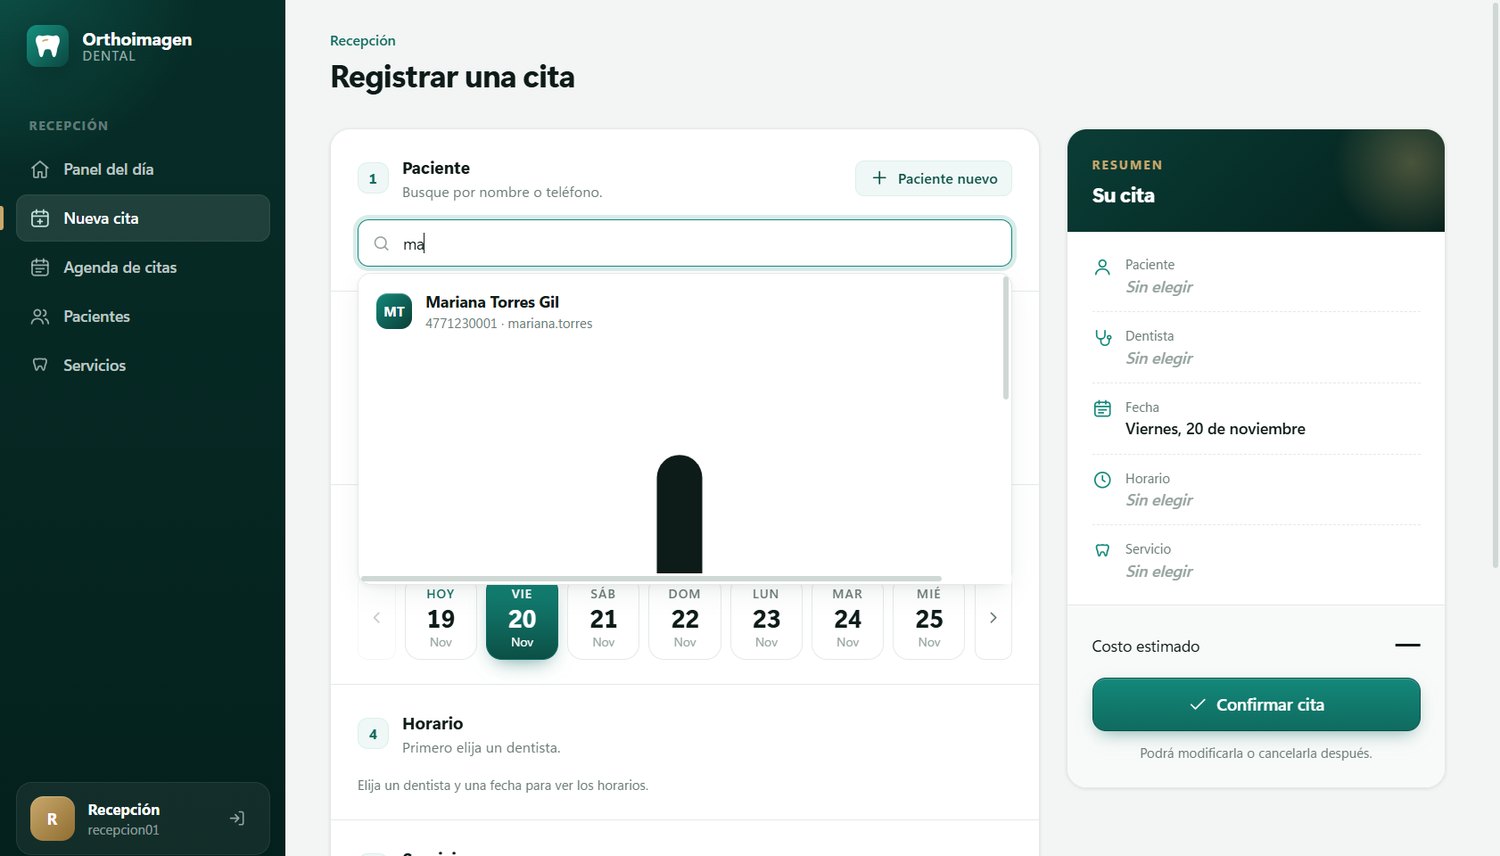 Orthoimagen
DENTAL
RECEPCIÓN
Panel del día
Nueva cita
Agenda de citas
Pacientes
Servicios
R
Recepción
recepcion01
Recepción
Registrar una cita
1
Paciente
Busque por nombre o teléfono.
Paciente nuevo
ma
MT
Mariana Torres Gil
4771230001 · mariana.torres
HOY
19
Nov
VIE
20
Nov
SÁB
21
Nov
DOM
22
Nov
LUN
23
Nov
MAR
24
Nov
MIÉ
25
Nov
4
Horario
Primero elija un dentista.
Elija un dentista y una fecha para ver los horarios.
RESUMEN
Su cita
Paciente
Sin elegir
Dentista
Sin elegir
Fecha
Viernes, 20 de noviembre
Horario
Sin elegir
Servicio
Sin elegir
Costo estimado
—
Confirmar cita
Podrá modificarla o cancelarla después.